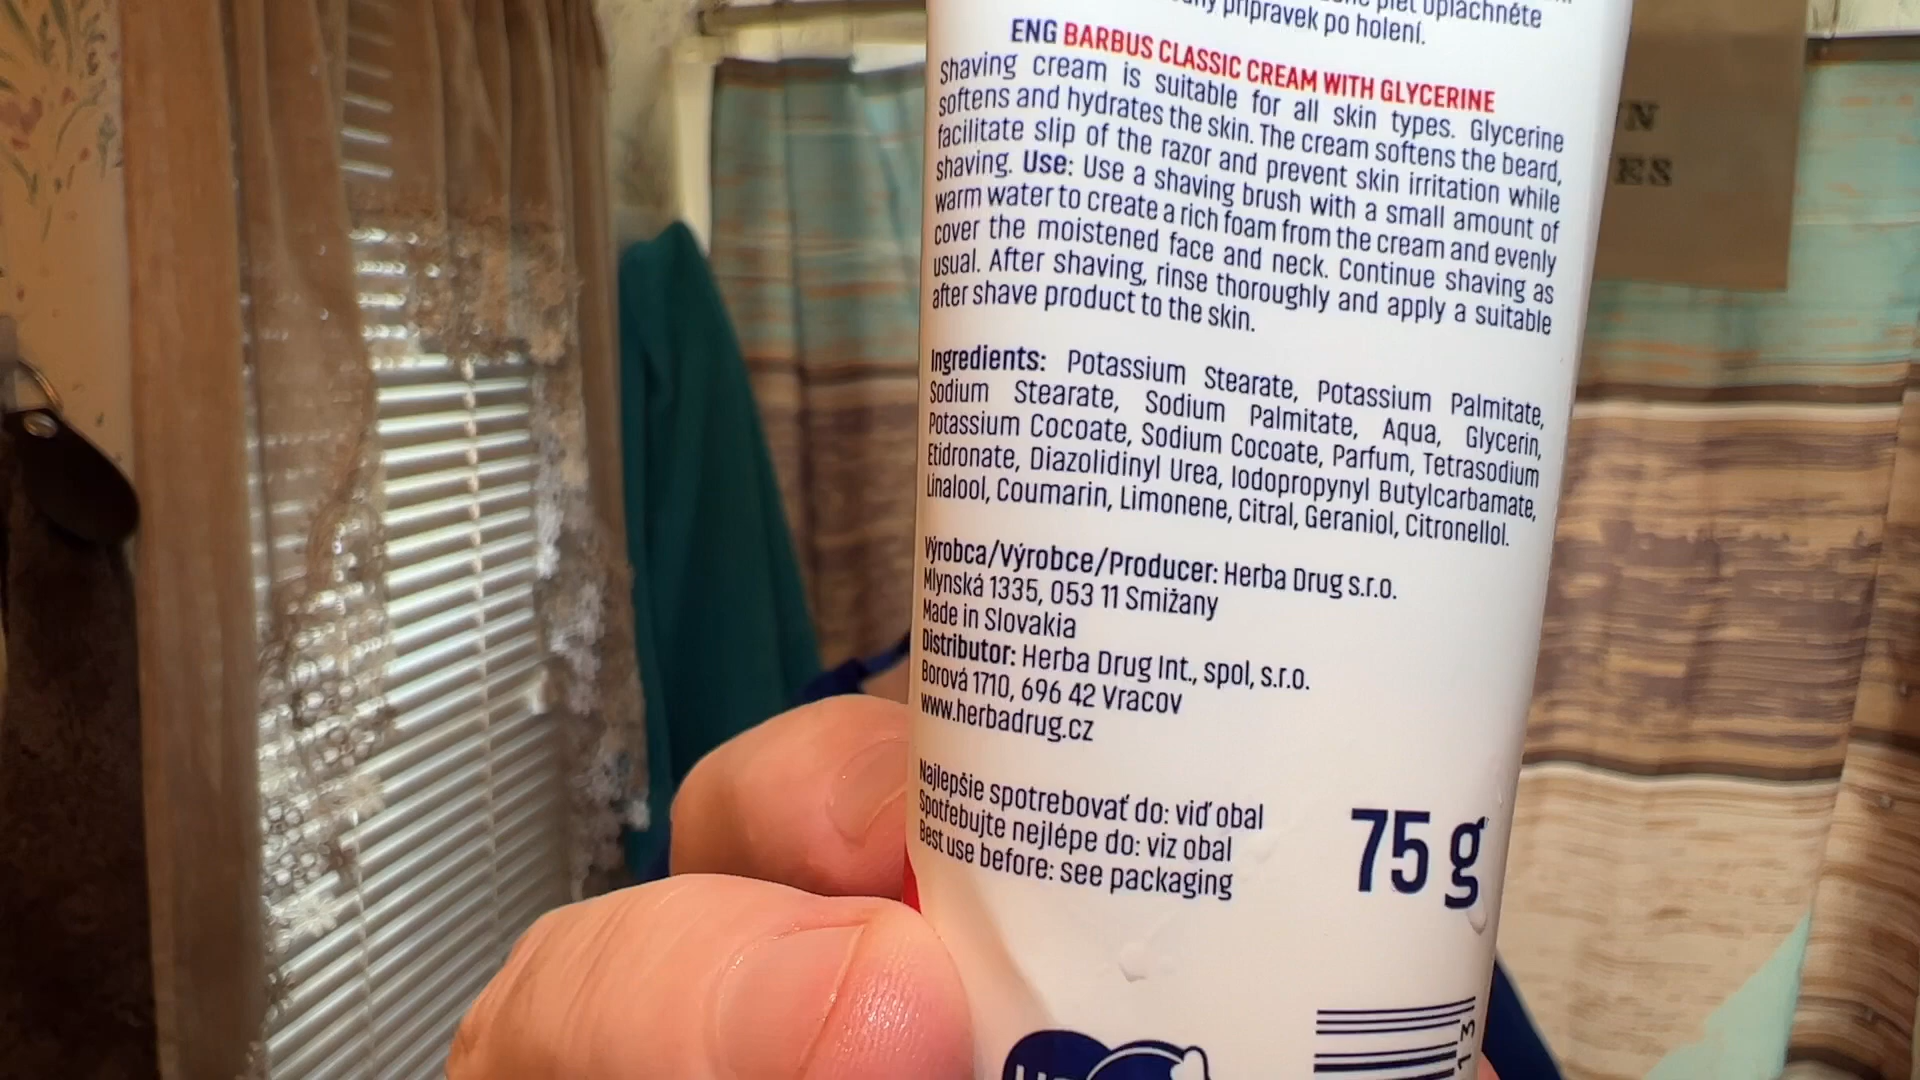 pleť opláchněte
přípravek po holení.
ENG BARBUS CLASSIC CREAM WITH GLYCERINE
Shaving cream is suitable for all skin types. Glycerine
softens and hydrates the skin. The cream softens the beard,
facilitate slip of the razor and prevent skin irritation while
shaving. Use: Use a shaving brush with a small amount of
warm water to create a rich foam from the cream and evenly
cover the moistened face and neck. Continue shaving as
usual. After shaving, rinse thoroughly and apply a suitable
after shave product to the skin.
Ingredients: Potassium Stearate, Potassium Palmitate,
Sodium Stearate, Sodium Palmitate, Aqua, Glycerin,
Potassium Cocoate, Sodium Cocoate, Parfum, Tetrasodium
Etidronate, Diazolidinyl Urea, Iodopropynyl Butylcarbamate,
Linalool, Coumarin, Limonene, Citral, Geraniol, Citronellol.
Výrobca/Výrobce/Producer: Herba Drug s.r.o.
Mlynská 1335, 053 11 Smižany
Made in Slovakia
Distributor: Herba Drug Int., spol, s.r.o.
Borová 1710, 696 42 Vracov
www.herbadrug.cz
Najlepšie spotrebovať do: viď obal
Spotřebujte nejlépe do: viz obal
Best use before: see packaging
75 g
13